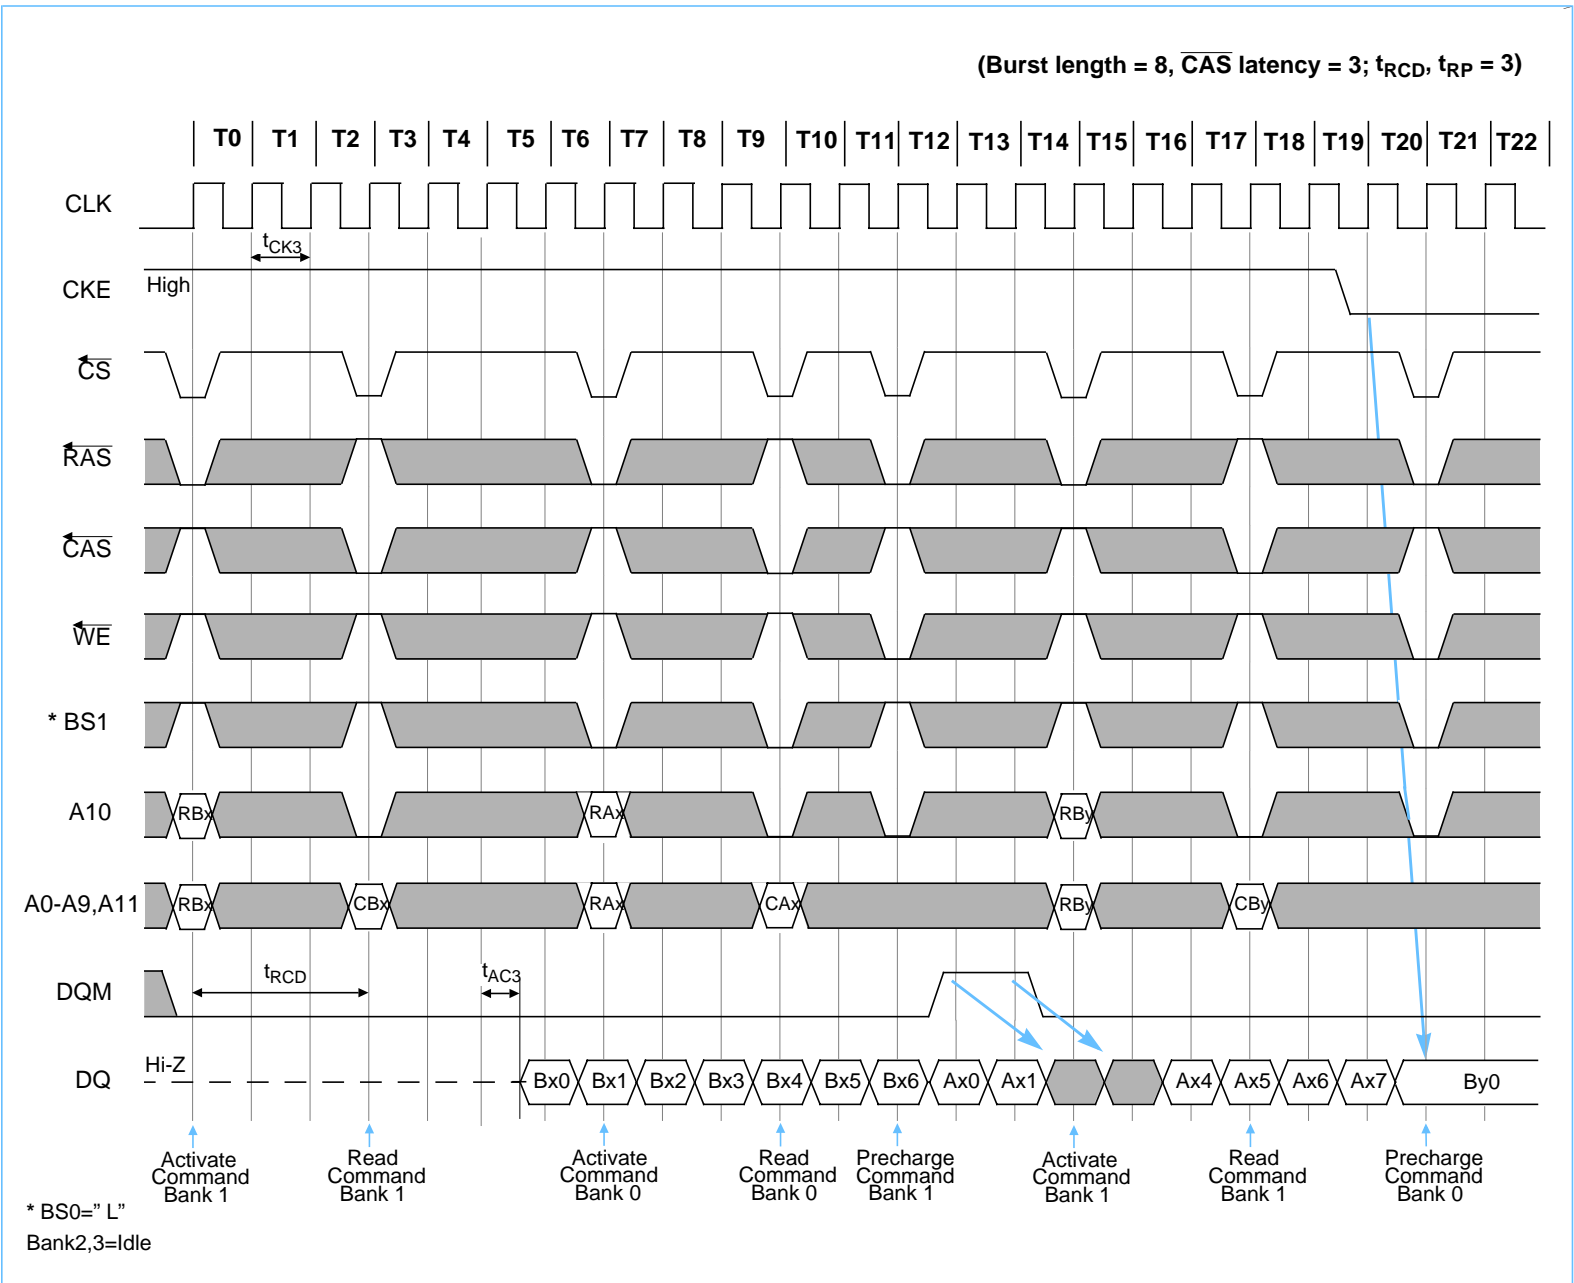 (Burst length = 8, CAS latency = 3; tRCD, tRP = 3)
T0 T1 T2 T3 T4 T5 T6 T7 T8 T9 T10 T11 T12 T13 T14 T15 T16 T17 T18 T19 T20 T21 T22
CLK
tCK3
CKE High
CS
RAS
CAS
WE
* BS1
A10 RBx RAx RBy
A0-A9,A11 RBx CBx RAx CAx RBy CBy
DQM tRCD tAC3
DQ Hi-Z Bx0 Bx1 Bx2 Bx3 Bx4 Bx5 Bx6 Ax0 Ax1 Ax4 Ax5 Ax6 Ax7 By0
Activate Command Bank 1
Read Command Bank 1
Activate Command Bank 0
Read Command Bank 0
Precharge Command Bank 1
Activate Command Bank 1
Read Command Bank 1
Precharge Command Bank 0
* BS0=” L”
Bank2,3=Idle